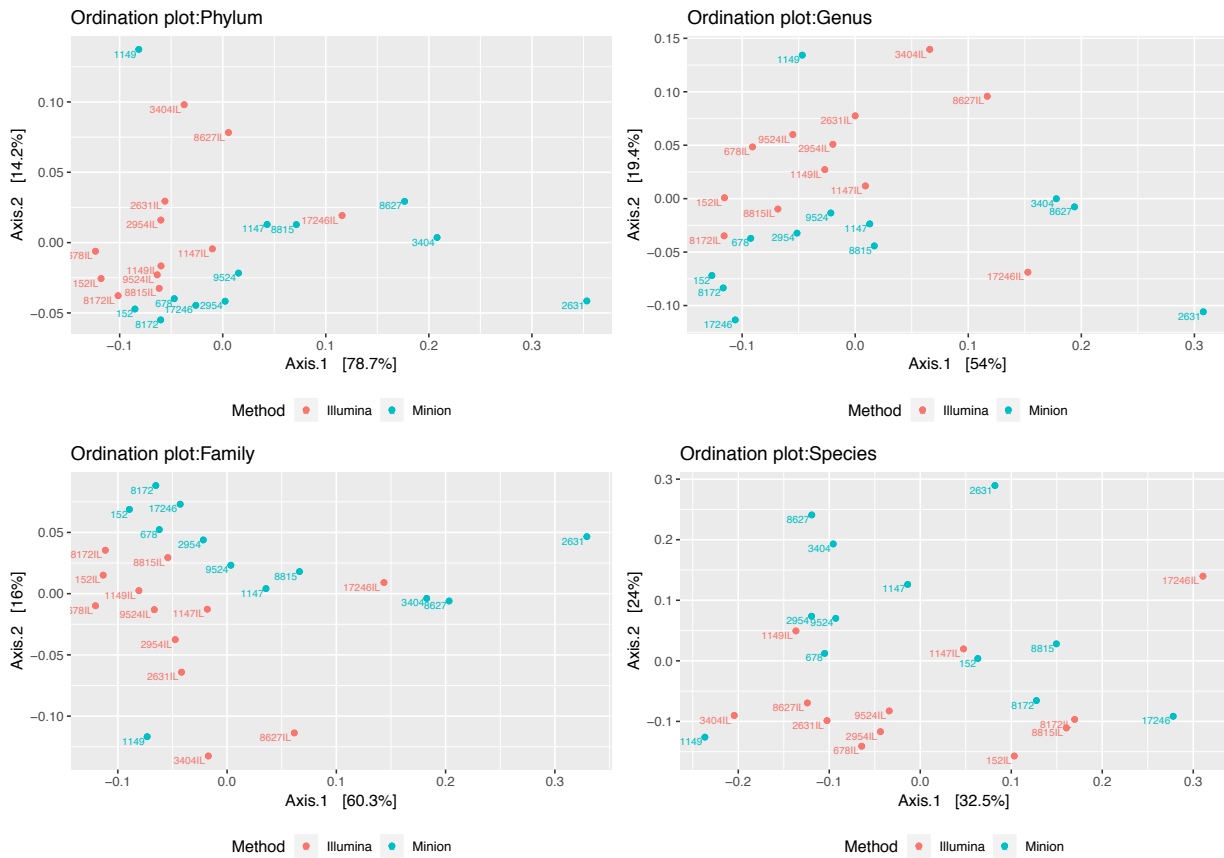 Ordination plot:Phylum
1149
3404IL
8627IL
2631IL
2954IL
8627
17246IL
1147
8815
3404
678IL
1147IL
1149IL
9524
9524IL
152IL
8815IL
8172IL
678
17246
2954
2631
152
8172
0.10
0.05
0.00
−0.05
−0.1
0.0
0.1
0.2
0.3
Axis.2 [14.2%]
Axis.1 [78.7%]
Method Illumina Minion
Ordination plot:Genus
3404IL
1149
8627IL
2631IL
9524IL
2954IL
678IL
1149IL
1147IL
152IL
3404
8627
8815IL
9524
1147
2954
8172IL
678
8815
17246IL
152
8172
2631
17246
0.15
0.10
0.05
0.00
−0.05
−0.10
−0.1
0.0
0.1
0.2
0.3
Axis.2 [19.4%]
Axis.1 [54%]
Method Illumina Minion
Ordination plot:Family
8172
152
17246
678
2954
2631
8172IL
8815IL
9524
8815
152IL
17246IL
1149IL
1147
3404
8627
678IL
9524IL
1147IL
2954IL
2631IL
1149
8627IL
3404IL
0.05
0.00
−0.05
−0.10
−0.1
0.0
0.1
0.2
0.3
Axis.2 [16%]
Axis.1 [60.3%]
Method Illumina Minion
Ordination plot:Species
2631
8627
3404
17246IL
1147
2954
9524
1149IL
8815
1147IL
678
152
8172
8627IL
9524IL
3404IL
2631IL
17246
8172IL
8815IL
2954IL
1149
678IL
152IL
0.3
0.2
0.1
0.0
−0.1
−0.2
−0.1
0.0
0.1
0.2
0.3
Axis.2 [24%]
Axis.1 [32.5%]
Method Illumina Minion